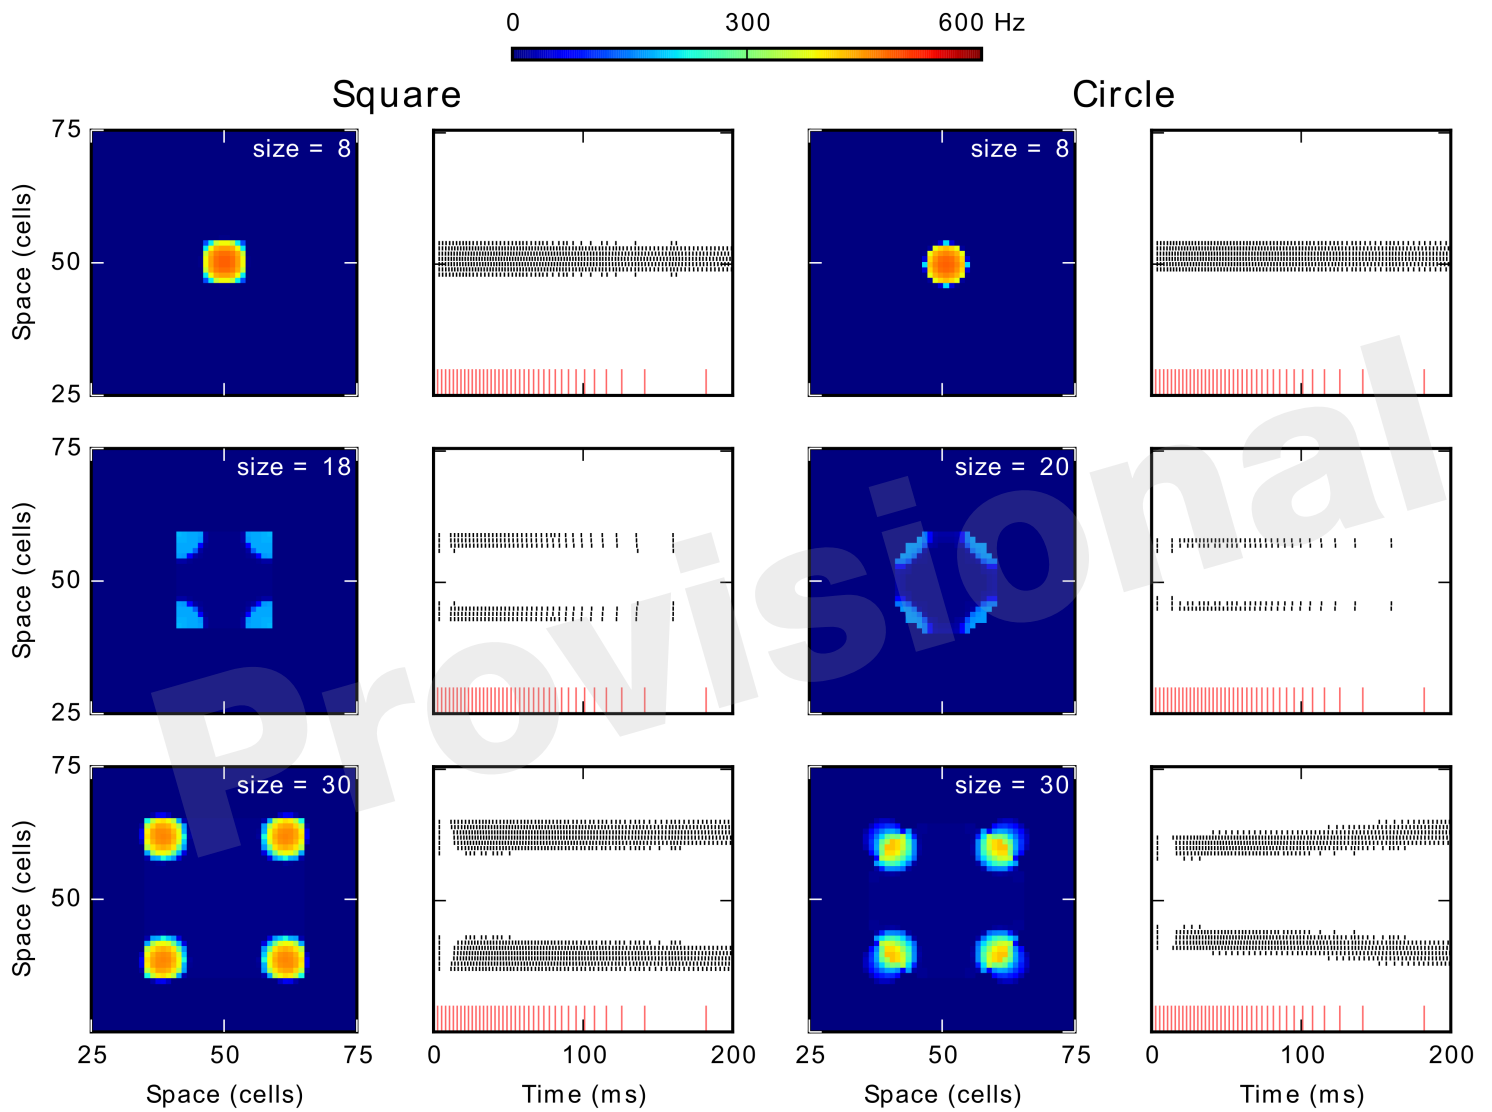 0 300 600 Hz
Square Circle
75 size = 8 size = 8
Space (cells) 50
25
75 size = 18 size = 20
Space (cells) 50
25
75 size = 30 size = 30
Space (cells) 50
25 50 75 0 100 200 25 50 75 0 100 200
Space (cells) Time (ms) Space (cells) Time (ms)
Provisional